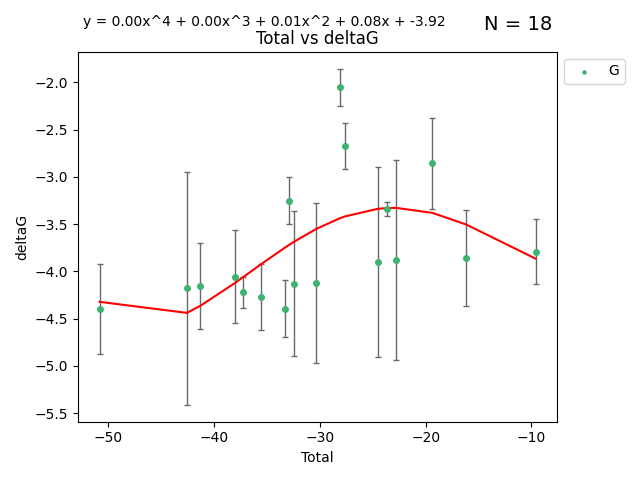 y = 0.00x^4 + 0.00x^3 + 0.01x^2 + 0.08x + -3.92
N = 18
Total vs deltaG
G
deltaG
−2.0
−2.5
−3.0
−3.5
−4.0
−4.5
−5.0
−5.5
−50 −40 −30 −20 −10
Total